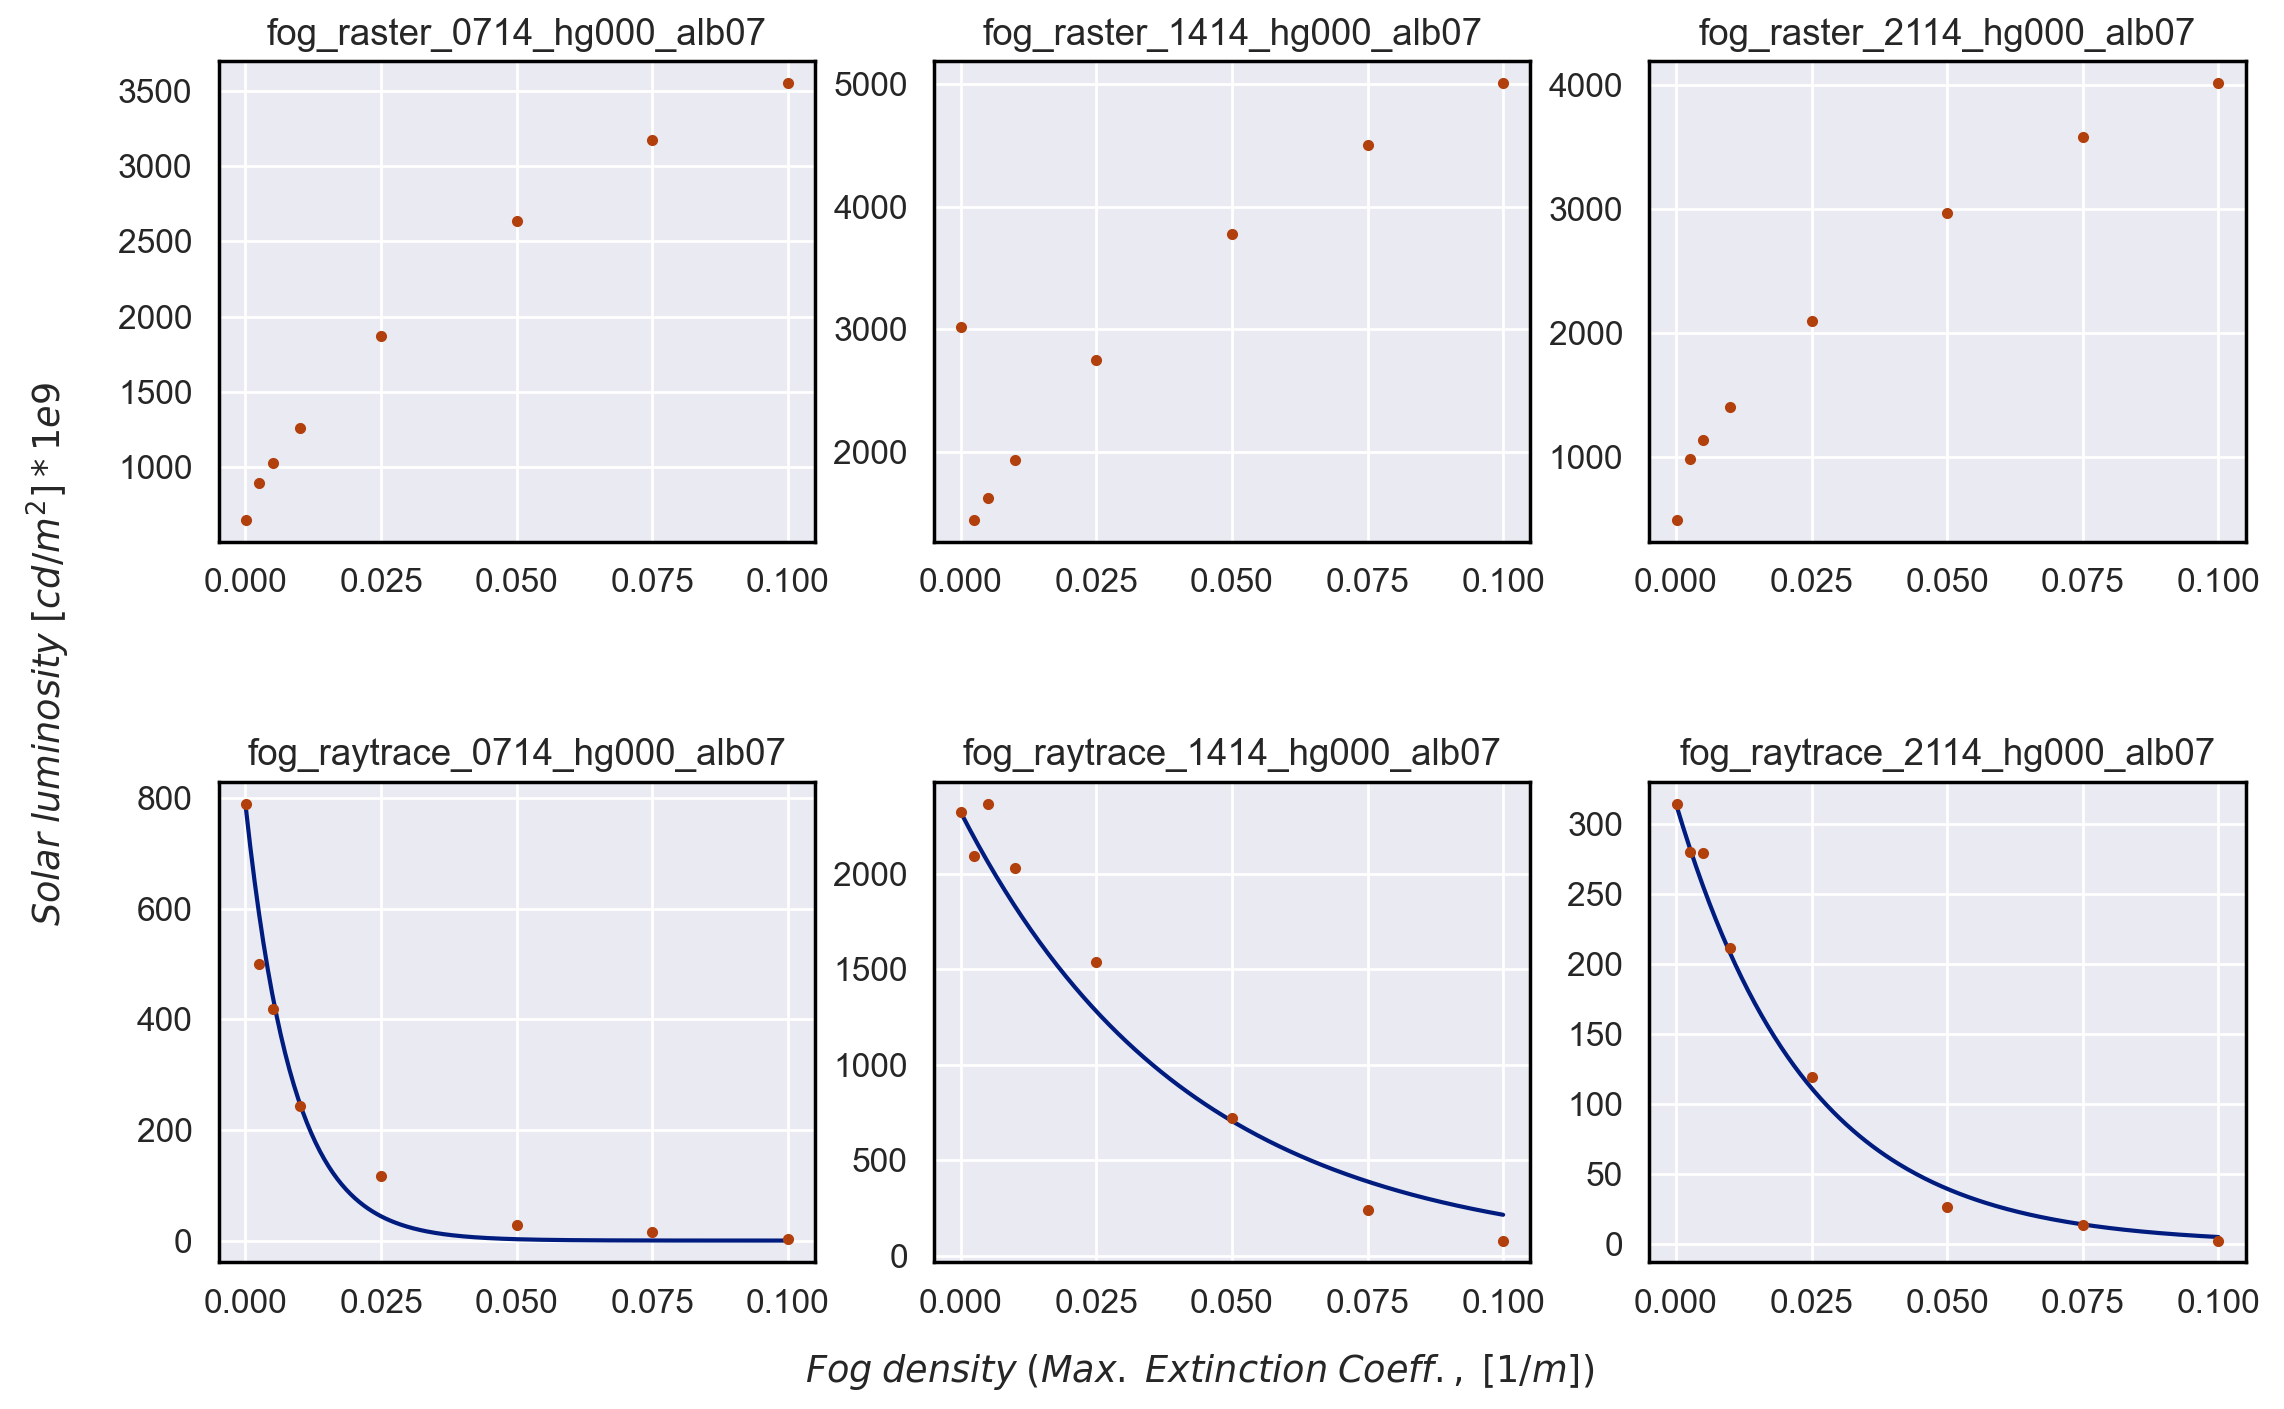 fog_raster_0714_hg000_alb07 fog_raster_1414_hg000_alb07 fog_raster_2114_hg000_alb07
3500 5000 4000
3000
2500 4000 3000
2000 3000 2000
1500
1000 2000 1000
0.000 0.025 0.050 0.075 0.100 0.000 0.025 0.050 0.075 0.100 0.000 0.025 0.050 0.075 0.100
Solar luminosity [cd/m²] * 1e9
fog_raytrace_0714_hg000_alb07 fog_raytrace_1414_hg000_alb07 fog_raytrace_2114_hg000_alb07
800 2000 300
600 1500 250
400 1000 200
200 500 150
0 0 100
50
0
0.000 0.025 0.050 0.075 0.100 0.000 0.025 0.050 0.075 0.100 0.000 0.025 0.050 0.075 0.100
Fog density (Max. Extinction Coeff., [1/m])